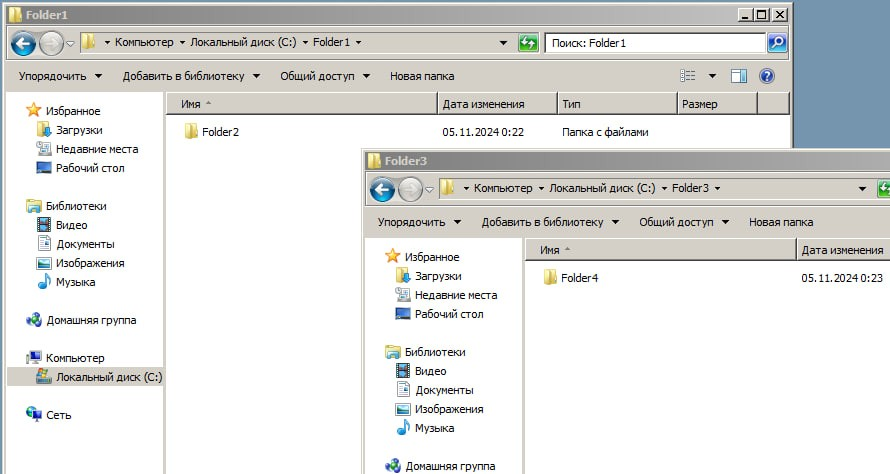 Folder1
Компьютер Локальный диск (C:) Folder1
Поиск: Folder1
Упорядочить Добавить в библиотеку Общий доступ Новая папка
Имя Дата изменения Тип Размер
Избранное
Загрузки
Недавние места
Рабочий стол
Библиотеки
Видео
Документы
Изображения
Музыка
Домашняя группа
Компьютер
Локальный диск (C:)
Сеть
Folder2 05.11.2024 0:22 Папка с файлами
Folder3
Компьютер Локальный диск (C:) Folder3
Упорядочить Добавить в библиотеку Общий доступ Новая папка
Имя Дата изменения
Избранное
Загрузки
Недавние места
Рабочий стол
Библиотеки
Видео
Документы
Изображения
Музыка
Домашняя группа
Folder4 05.11.2024 0:23